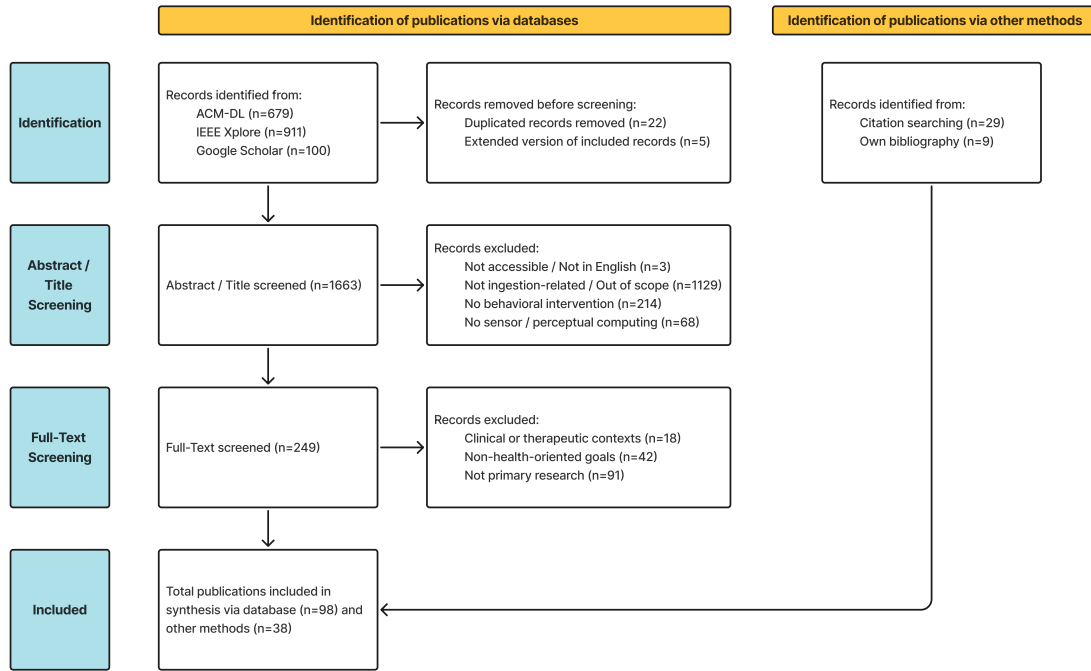 Identification of publications via databases
Identification of publications via other methods
Identification
Records identified from:
ACM-DL (n=679)
IEEE Xplore (n=911)
Google Scholar (n=100)
Records removed before screening:
Duplicated records removed (n=22)
Extended version of included records (n=5)
Records identified from:
Citation searching (n=29)
Own bibliography (n=9)
Abstract /
Title
Screening
Abstract / Title screened (n=1663)
Records excluded:
Not accessible / Not in English (n=3)
Not ingestion-related / Out of scope (n=1129)
No behavioral intervention (n=214)
No sensor / perceptual computing (n=68)
Full-Text
Screening
Full-Text screened (n=249)
Records excluded:
Clinical or therapeutic contexts (n=18)
Non-health-oriented goals (n=42)
Not primary research (n=91)
Included
Total publications included in
synthesis via database (n=98) and
other methods (n=38)